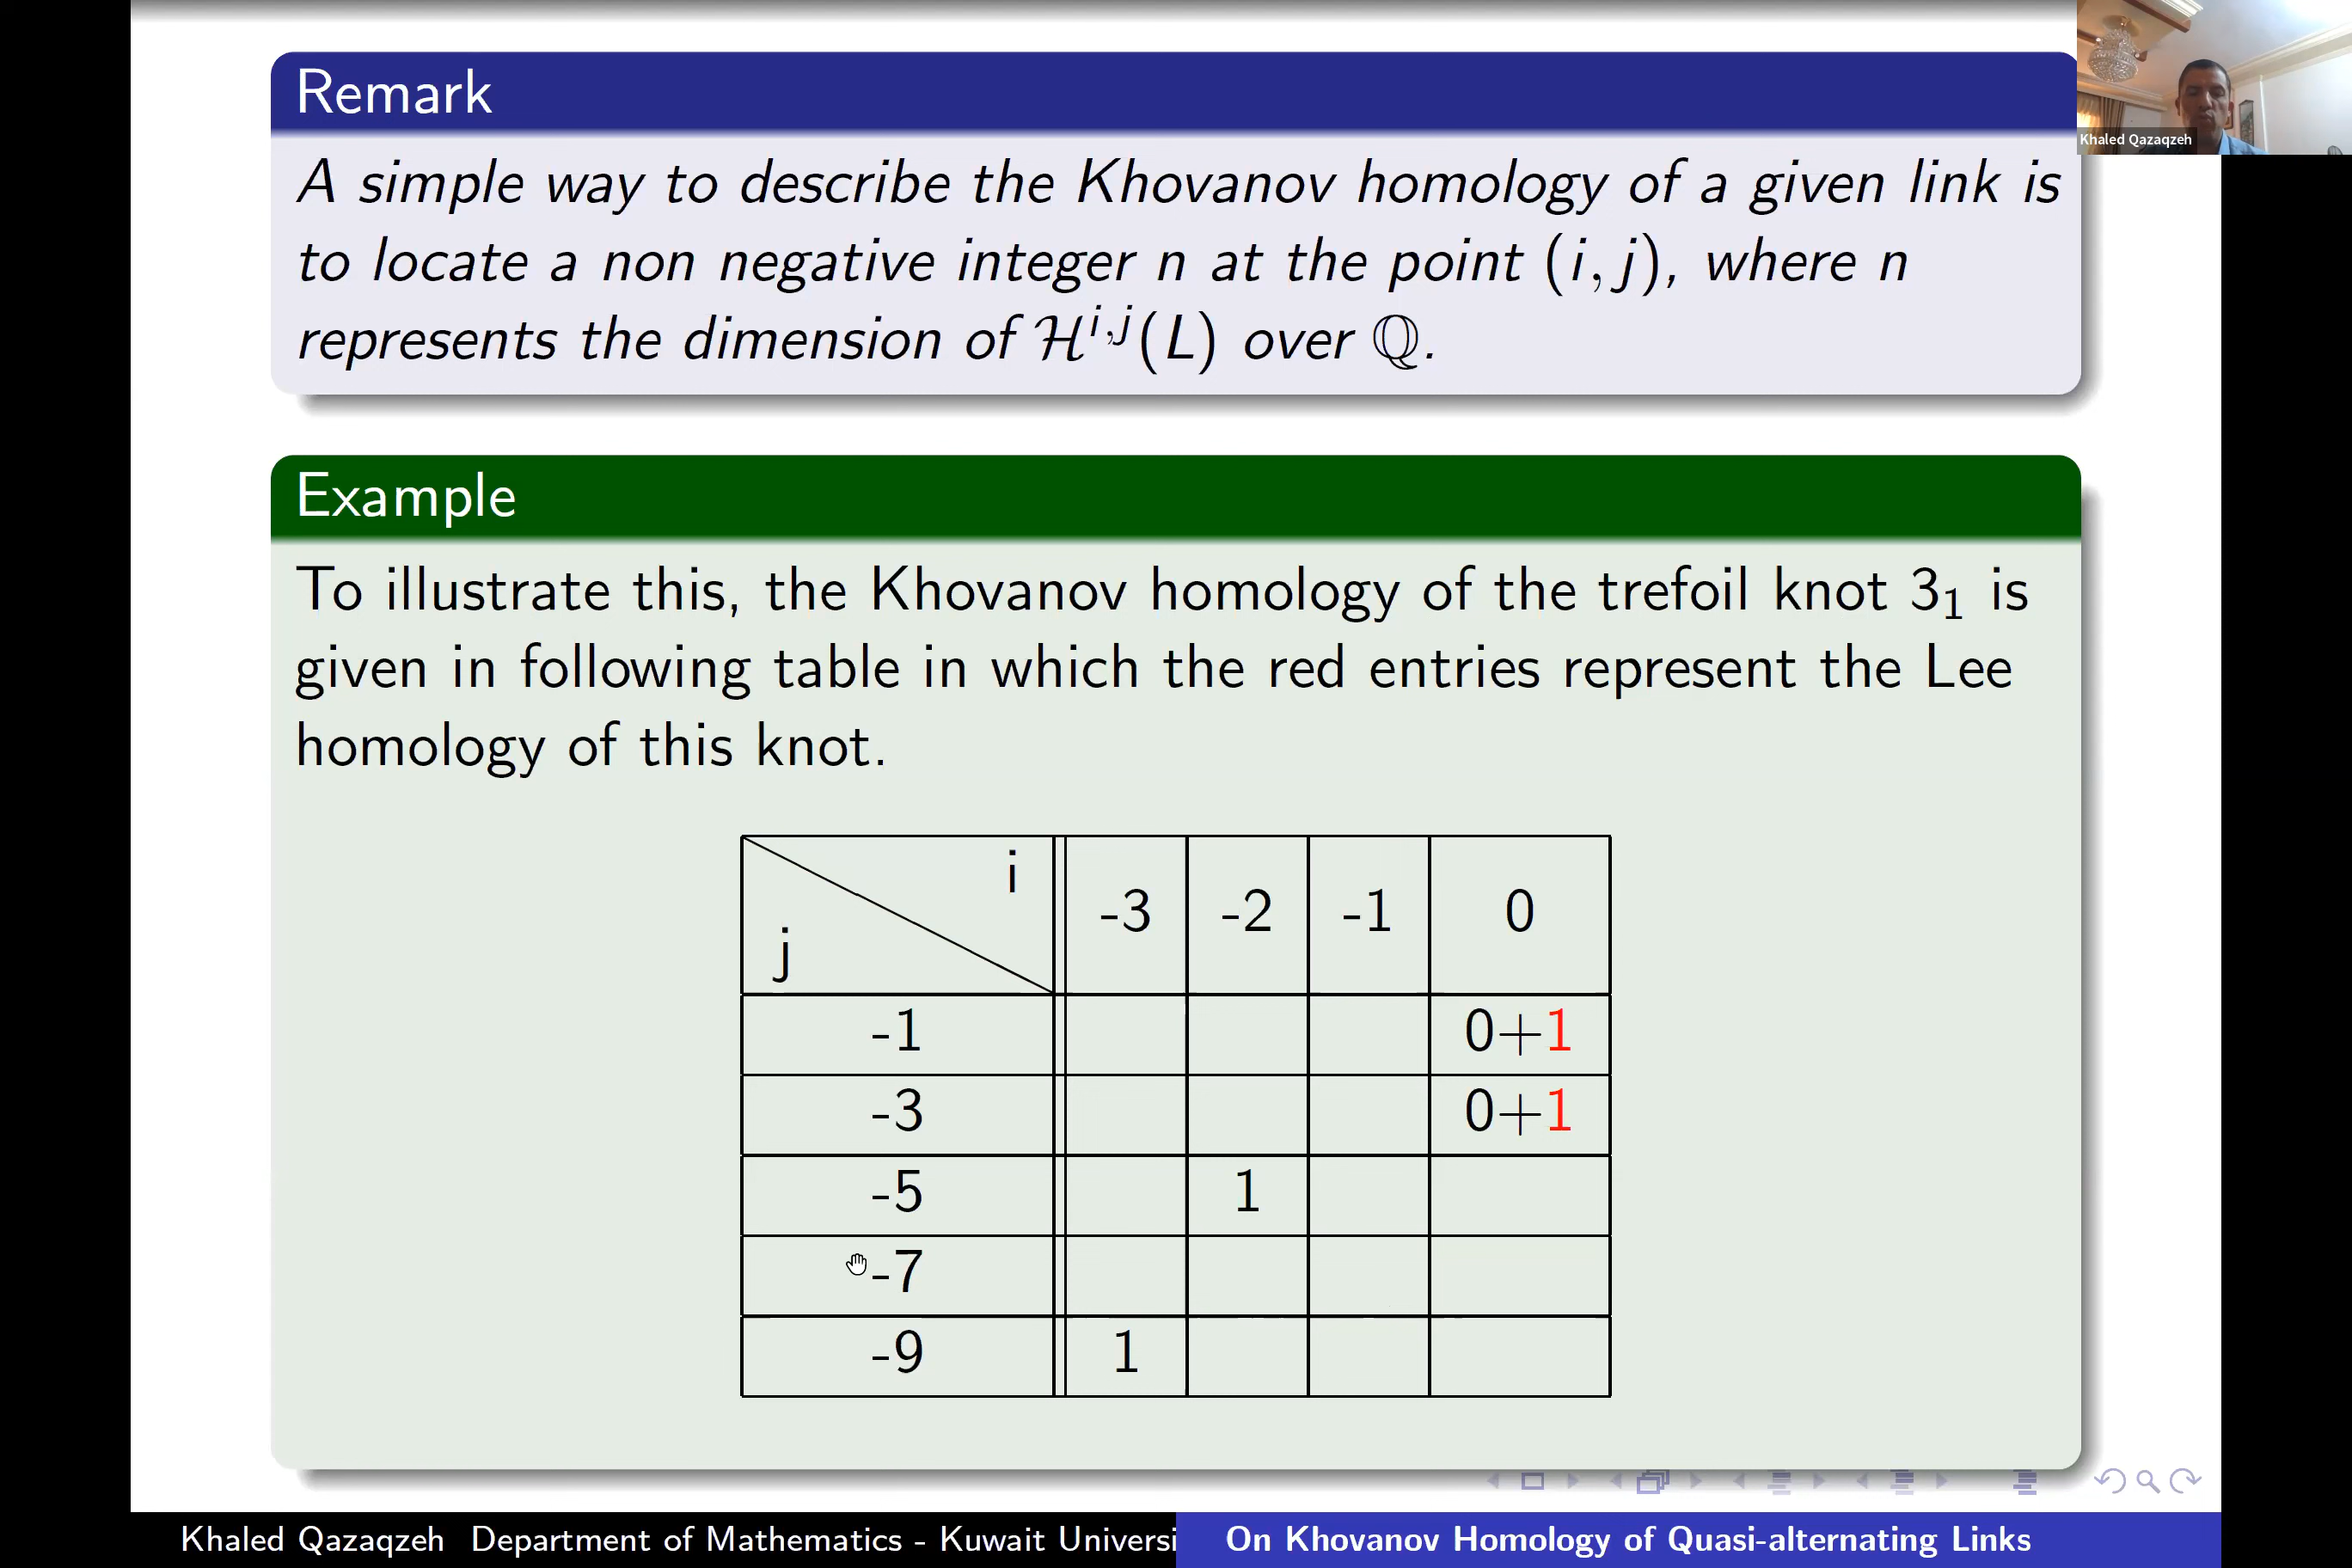 Remark
Khaled Qazaqzeh
A simple way to describe the Khovanov homology of a given link is
to locate a non negative integer n at the point (i, j), where n
represents the dimension of ℋ^{i,j}(L) over ℚ.
Example
To illustrate this, the Khovanov homology of the trefoil knot 3₁ is
given in following table in which the red entries represent the Lee
homology of this knot.
i
j
-3 -2 -1 0
-1 0+1
-3 0+1
-5 1
-7
-9 1
Khaled Qazaqzeh Department of Mathematics - Kuwait Universi
On Khovanov Homology of Quasi-alternating Links